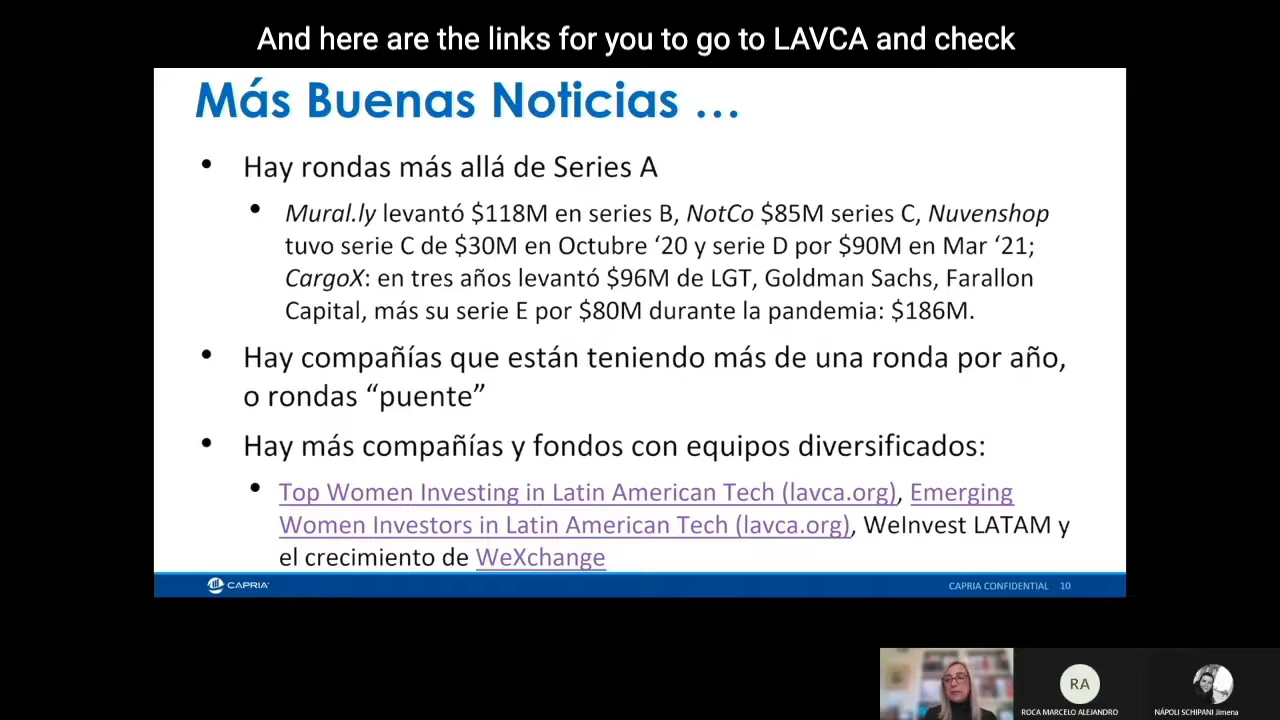 And here are the links for you to go to LAVCA and check
Más Buenas Noticias ...
• Hay rondas más allá de Series A
• Mural.ly levantó $118M en series B, NotCo $85M series C, Nuvenshop
tuvo serie C de $30M en Octubre ‘20 y serie D por $90M en Mar ‘21;
CargoX: en tres años levantó $96M de LGT, Goldman Sachs, Farallon
Capital, más su serie E por $80M durante la pandemia: $186M.
• Hay compañías que están teniendo más de una ronda por año,
o rondas “puente”
• Hay más compañías y fondos con equipos diversificados:
• Top Women Investing in Latin American Tech (lavca.org), Emerging
Women Investors in Latin American Tech (lavca.org), WeInvest LATAM y
el crecimiento de WeXchange
CAPRIA
CAPRIA CONFIDENTIAL 10
RA
ROCA MARCELO ALEJANDRO
NÁPOLI SCHIPANI Jimena